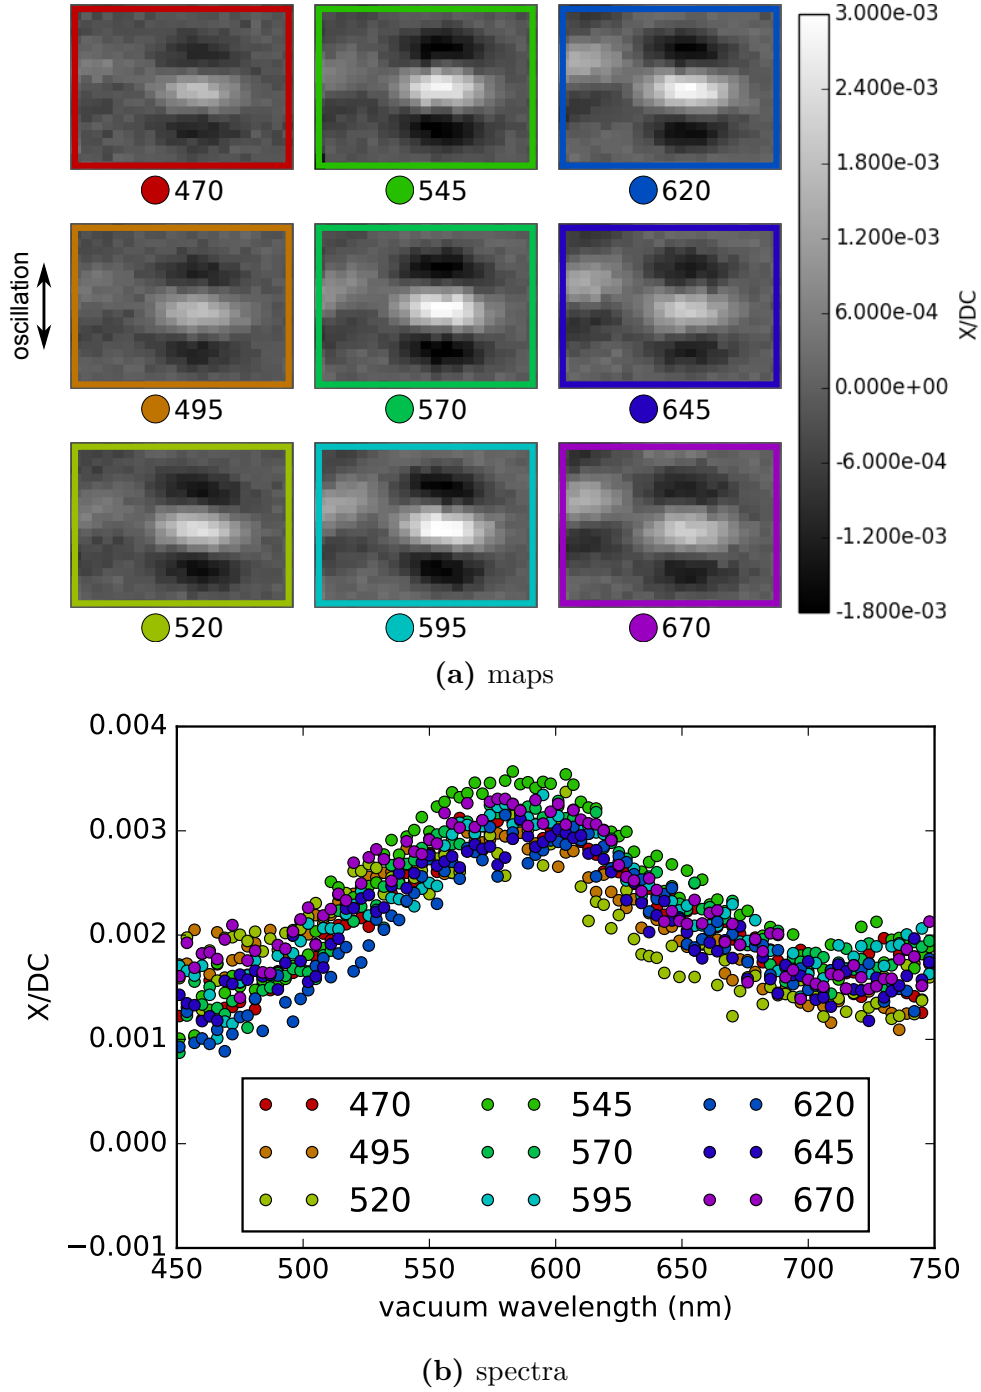 3.000e-03
2.400e-03
1.800e-03
1.200e-03
6.000e-04
0.000e+00
-6.000e-04
-1.200e-03
-1.800e-03
X/DC
470 545 620
oscillation
495 570 645
520 595 670
(a) maps
0.004
0.003
0.002
0.001
0.000
−0.001
X/DC
470 545 620
495 570 645
520 595 670
450 500 550 600 650 700 750
vacuum wavelength (nm)
(b) spectra